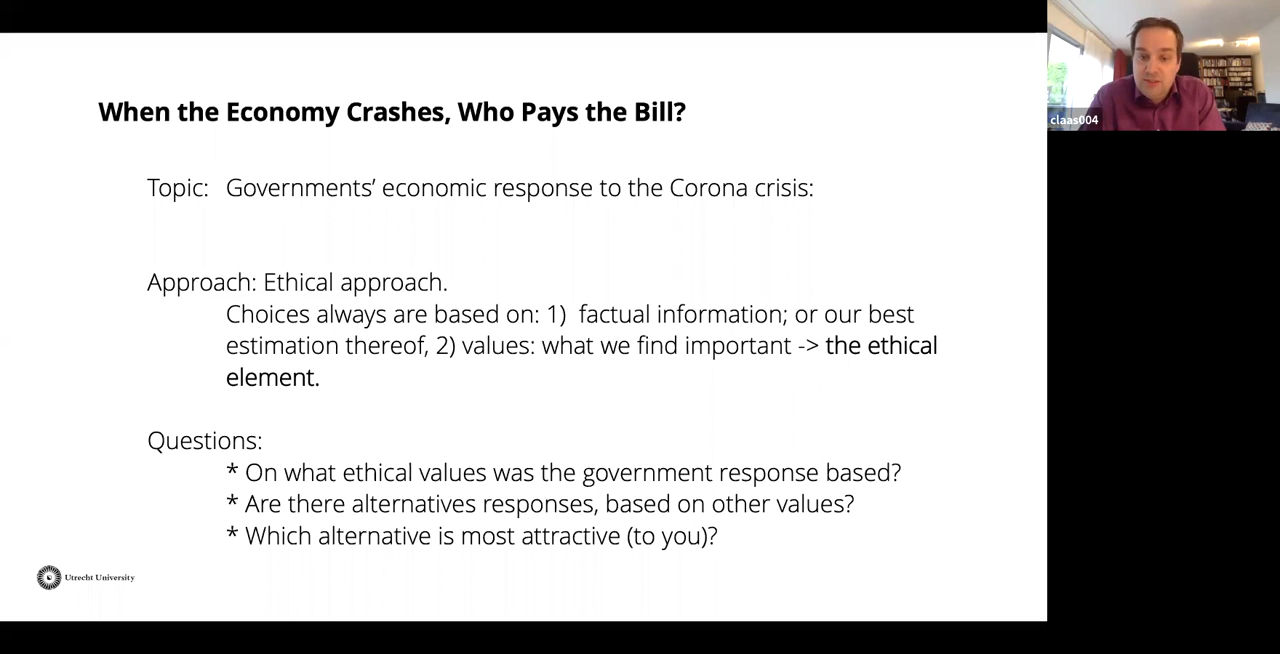 When the Economy Crashes, Who Pays the Bill?
Topic: Governments’ economic response to the Corona crisis:
Approach: Ethical approach.
Choices always are based on: 1) factual information; or our best
estimation thereof, 2) values: what we find important -> the ethical
element.
Questions:
* On what ethical values was the government response based?
* Are there alternatives responses, based on other values?
* Which alternative is most attractive (to you)?
Utrecht University
claas004